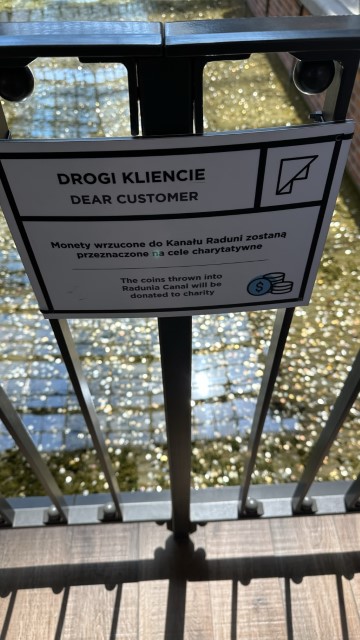 DROGI KLIENCIE
DEAR CUSTOMER
Monety wrzucone do Kanału Raduni zostaną
przeznaczone na cele charytatywne
The coins thrown into
Radunia Canal will be
donated to charity
$